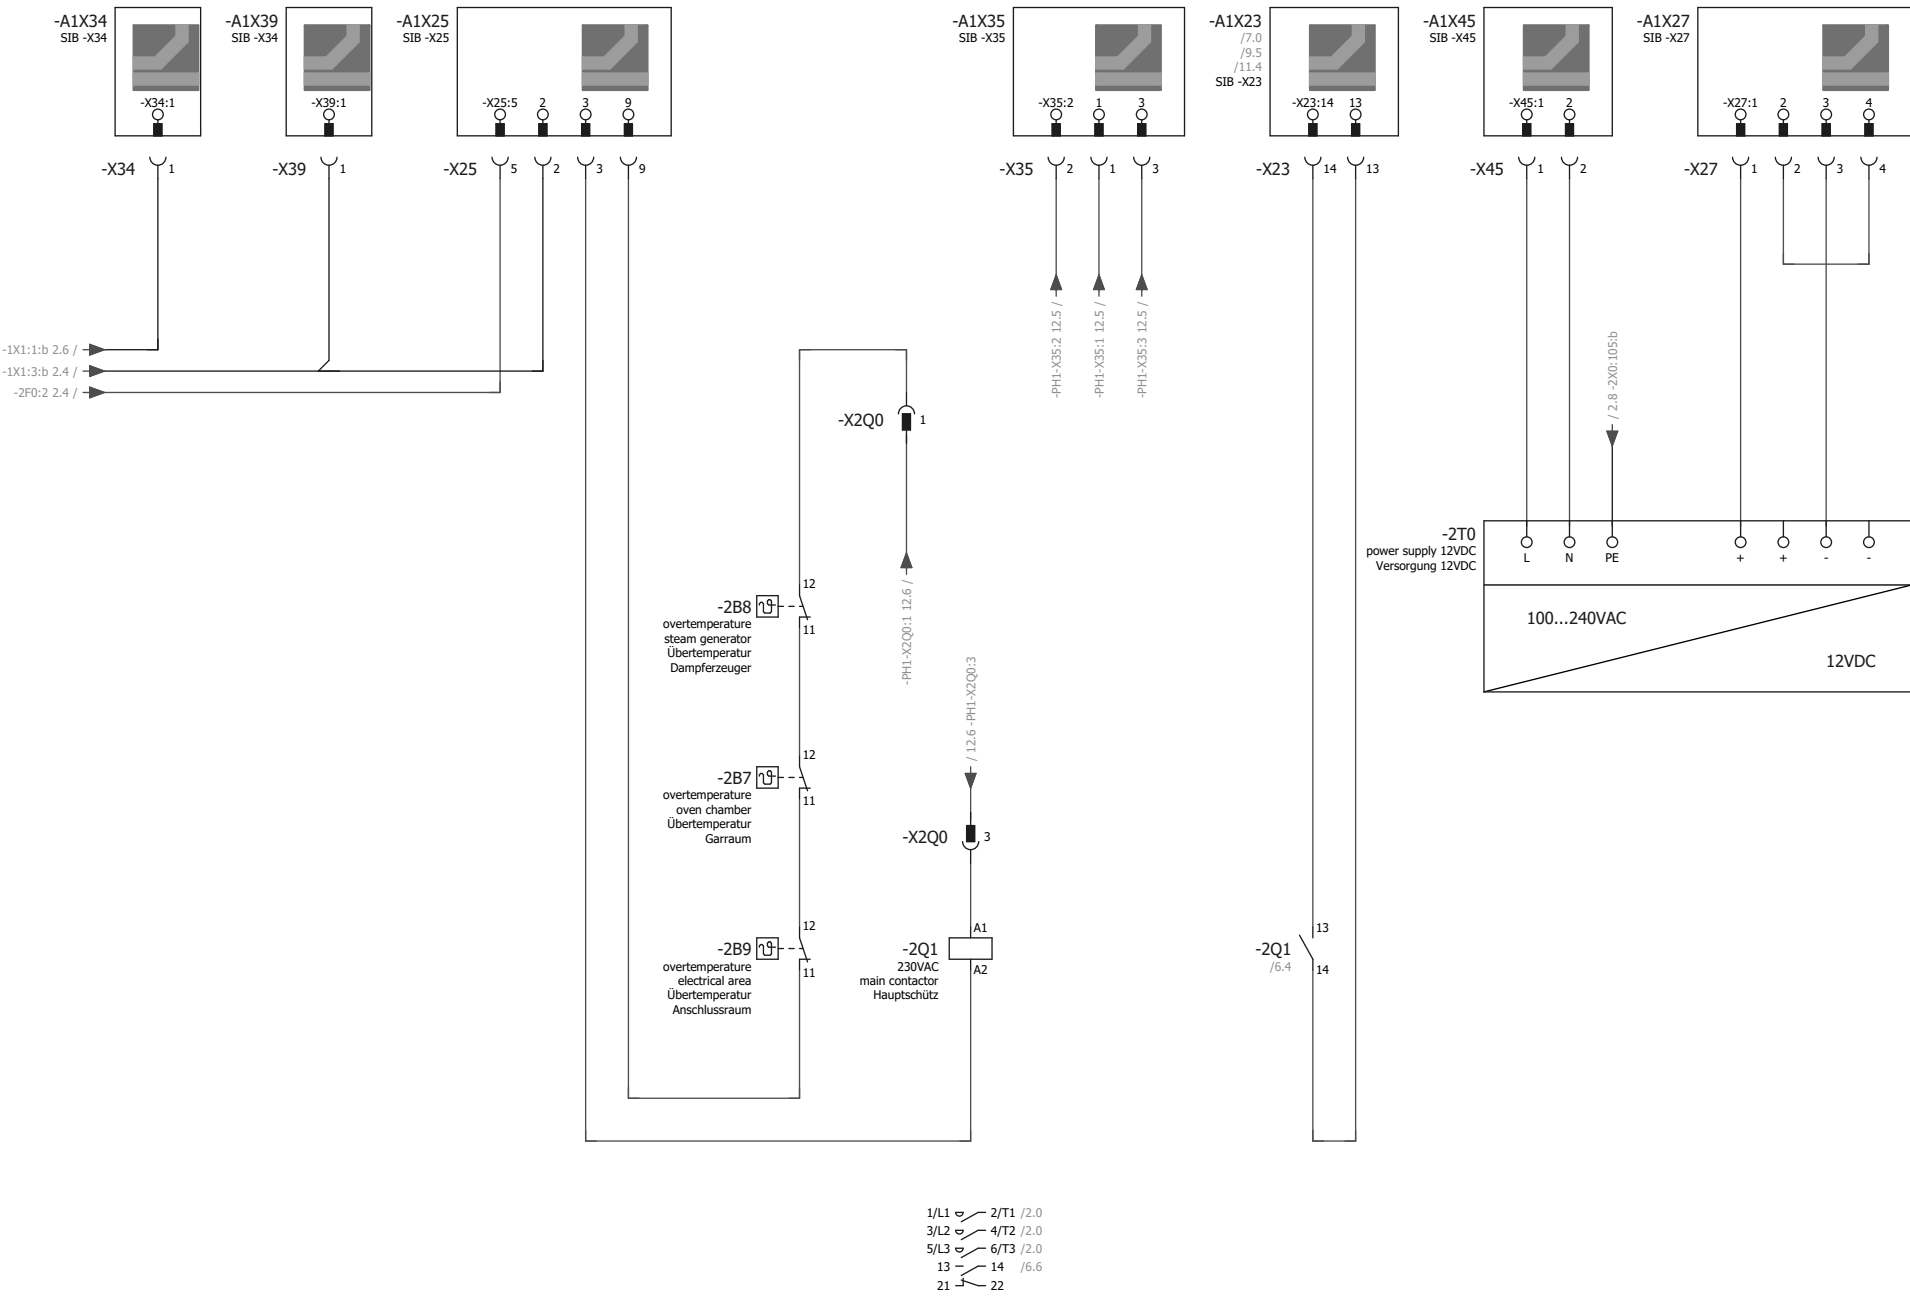 -A1X34
SIB -X34
-X34:1
-X34 1
-A1X39
SIB -X34
-X39:1
-X39 1
-A1X25
SIB -X25
-X25:5 2 3 9
-X25 5 2 3 9
-A1X35
SIB -X35
-X35:2 1 3
-X35 2 1 3
-A1X23
/7.0
/9.5
/11.4
SIB -X23
-X23:14 13
-X23 14 13
-A1X45
SIB -X45
-X45:1 2
-X45 1 2
-A1X27
SIB -X27
-X27:1 2 3 4
-X27 1 2 3 4
-1X1:1:b 2.6 /
-1X1:3:b 2.4 /
-2F0:2 2.4 /
-PH1-X35:2 12.5 /
-PH1-X35:1 12.5 /
-PH1-X35:3 12.5 /
/ 2.8 -2X0:105:b
-X2Q0 1
-PH1-X2Q0:1 12.6 /
-2T0
power supply 12VDC
Versorgung 12VDC
L N PE + + - -
100...240VAC
12VDC
12
-2B8
11
overtemperature
steam generator
Übertemperatur
Dampferzeuger
/ 12.6 -PH1-X2Q0:3
12
-2B7
11
overtemperature
oven chamber
Übertemperatur
Garraum
-X2Q0 3
12
-2B9
11
overtemperature
electrical area
Übertemperatur
Anschlussraum
A1
-2Q1
A2
230VAC
main contactor
Hauptschütz
13
-2Q1
/6.4
14
1/L1 2/T1 /2.0
3/L2 4/T2 /2.0
5/L3 6/T3 /2.0
13 14 /6.6
21 22